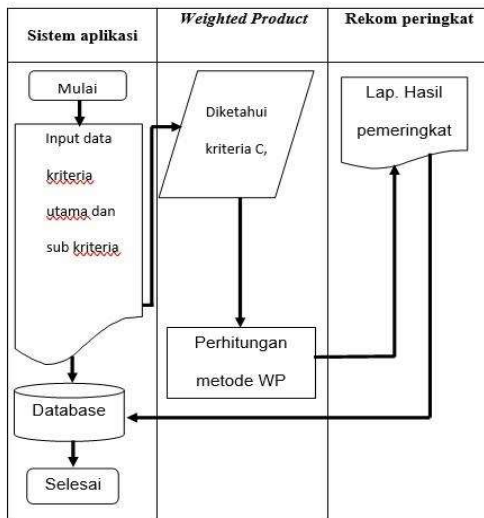 Sistem aplikasi
Weighted Product
Rekom peringkat
Mulai
Input data
kriteria
utama dan
sub kriteria
Database
Selesai
Diketahui
kriteria C,
Perhitungan
metode WP
Lap. Hasil
pemeringkat